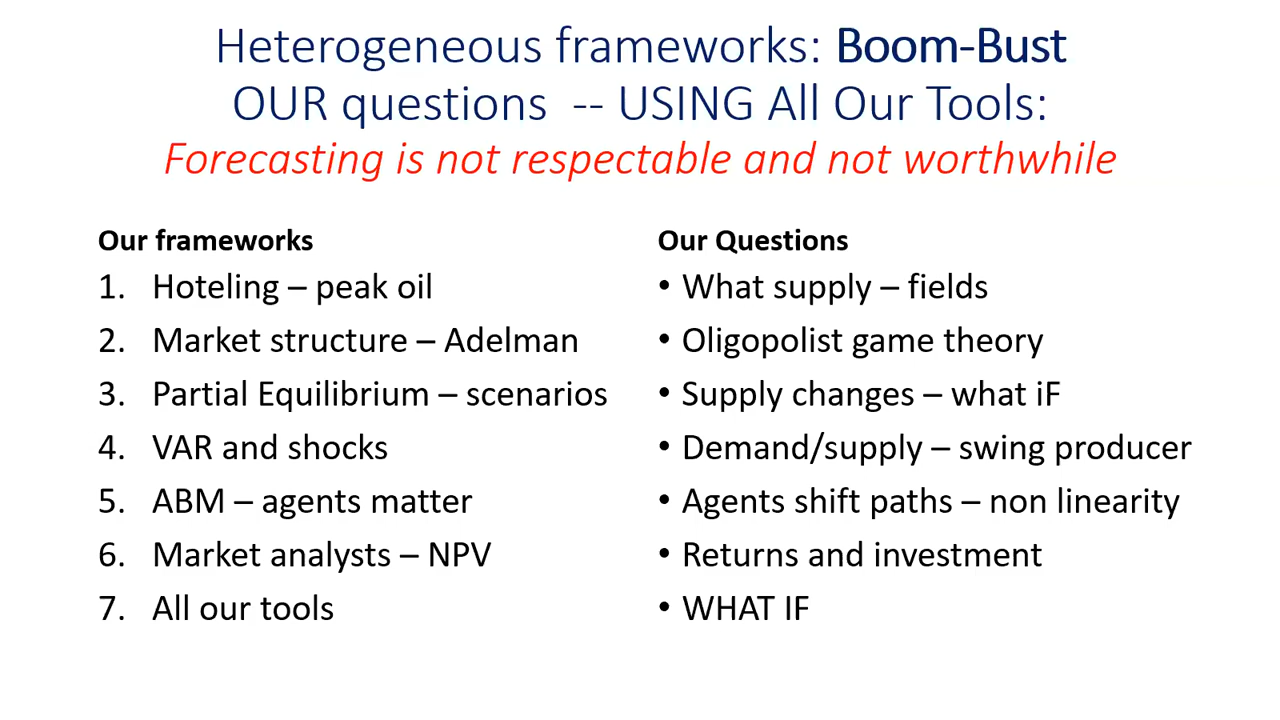 Heterogeneous frameworks: Boom-Bust
OUR questions -- USING All Our Tools:
Forecasting is not respectable and not worthwhile
Our frameworks
1. Hoteling – peak oil
2. Market structure – Adelman
3. Partial Equilibrium – scenarios
4. VAR and shocks
5. ABM – agents matter
6. Market analysts – NPV
7. All our tools
Our Questions
• What supply – fields
• Oligopolist game theory
• Supply changes – what iF
• Demand/supply – swing producer
• Agents shift paths – non linearity
• Returns and investment
• WHAT IF